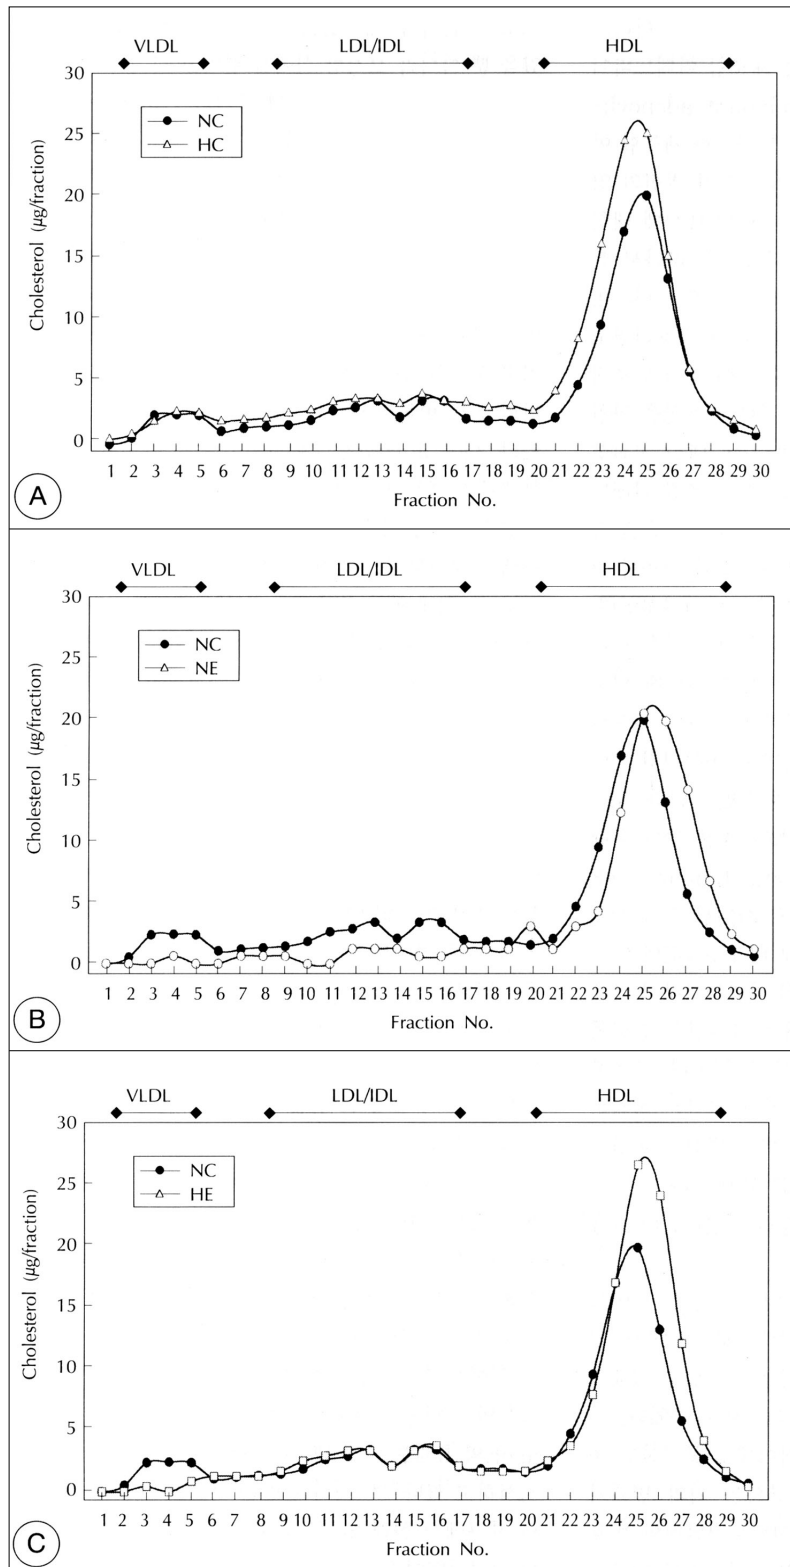 VLDL LDL/IDL HDL
30
25
20
15
10
5
0
NC
HC
Cholesterol (µg/fraction)
1 2 3 4 5 6 7 8 9 10 11 12 13 14 15 16 17 18 19 20 21 22 23 24 25 26 27 28 29 30
Fraction No.
A
VLDL LDL/IDL HDL
30
25
20
15
10
5
0
NC
NE
Cholesterol (µg/fraction)
1 2 3 4 5 6 7 8 9 10 11 12 13 14 15 16 17 18 19 20 21 22 23 24 25 26 27 28 29 30
Fraction No.
B
VLDL LDL/IDL HDL
30
25
20
15
10
5
0
NC
HE
Cholesterol (µg/fraction)
1 2 3 4 5 6 7 8 9 10 11 12 13 14 15 16 17 18 19 20 21 22 23 24 25 26 27 28 29 30
Fraction No.
C